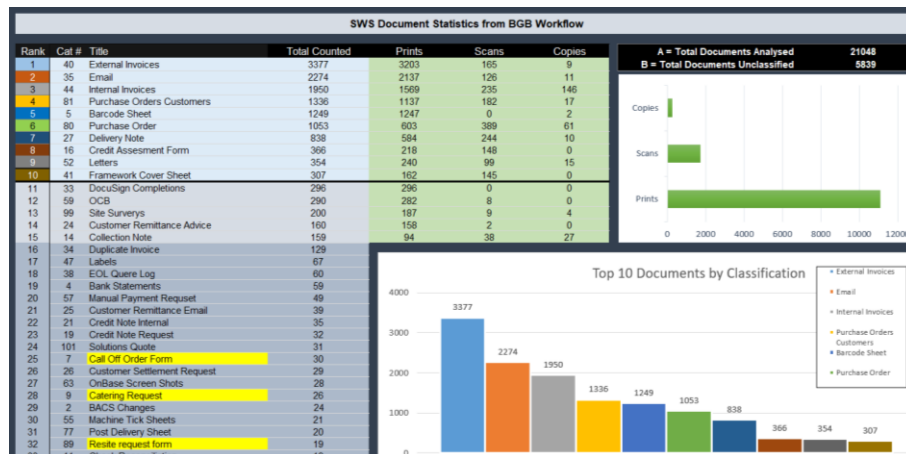 SWS Document Statistics from BGB Workflow
Rank Cat # Title Total Counted Prints Scans Copies
1 40 External Invoices 3377 3203 165 9
2 35 Email 2274 2137 126 11
3 44 Internal Invoices 1950 1569 235 146
4 81 Purchase Orders Customers 1336 1137 182 17
5 5 Barcode Sheet 1249 1247 0 2
6 80 Purchase Order 1053 603 389 61
7 27 Delivery Note 838 584 244 10
8 16 Credit Assesment Form 366 218 148 0
9 52 Letters 354 240 99 15
10 41 Framework Cover Sheet 307 162 145 0
11 33 DocuSign Completions 296 296 0 0
12 59 OCB 290 282 8 0
13 99 Site Surverys 200 187 9 4
14 24 Customer Remittance Advice 160 158 2 0
15 14 Collection Note 159 94 38 27
16 34 Duplicate Invoice 129
17 47 Labels 67
18 38 EOL Quere Log 60
19 4 Bank Statements 59
20 57 Manual Payment Requset 49
21 25 Customer Remittance Email 39
22 21 Credit Note Internal 35
23 19 Credit Note Request 32
24 101 Solutions Quote 31
25 7 Call Off Order Form 30
26 26 Customer Settlement Request 29
27 63 OnBase Screen Shots 28
28 9 Catering Request 26
29 2 BACS Changes 24
30 55 Machine Tick Sheets 21
31 77 Post Delivery Sheet 20
32 89 Resite request form 19
A = Total Documents Analysed 21048
B = Total Documents Unclassified 5839
Copies
Scans
Prints
0 2000 4000 6000 8000 10000 12000
Top 10 Documents by Classification
4000
3000
2000
1000
0
3377
2274
1950
1336
1249
1053
838
366
354
307
External Invoices
Email
Internal Invoices
Purchase Orders
Customers
Barcode Sheet
Purchase Order